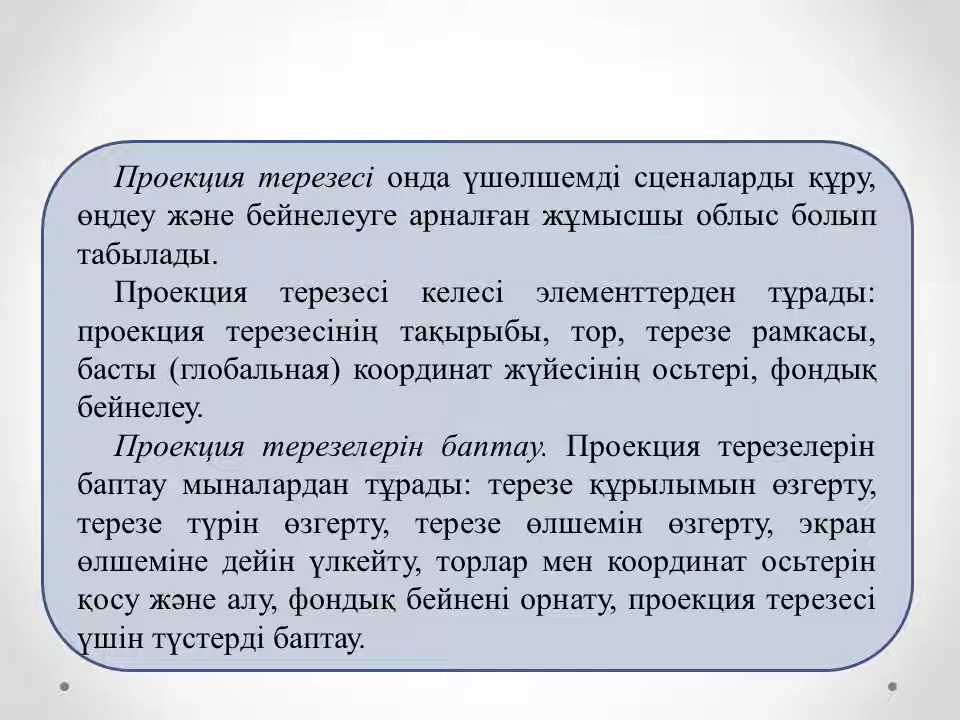 Проекция терезесі онда үшөлшемді сценаларды құру,
өңдеу және бейнелеуге арналған жұмысшы облыс болып
табылады.
Проекция терезесі келесі элементтерден тұрады:
проекция терезесінің тақырыбы, тор, терезе рамкасы,
басты (глобальная) координат жүйесінің осьтері, фондық
бейнелеу.
Проекция терезелерін баптау. Проекция терезелерін
баптау мыналардан тұрады: терезе құрылымын өзгерту,
терезе түрін өзгерту, терезе өлшемін өзгерту, экран
өлшеміне дейін үлкейту, торлар мен координат осьтерін
қосу және алу, фондық бейнені орнату, проекция терезесі
үшін түстерді баптау.